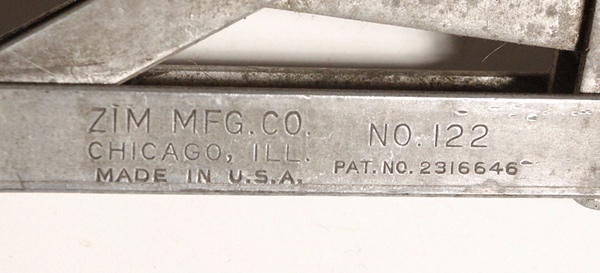 ZIM MFG. CO.
CHICAGO, ILL.
MADE IN U.S.A.
NO. 122
PAT. NO. 2316646